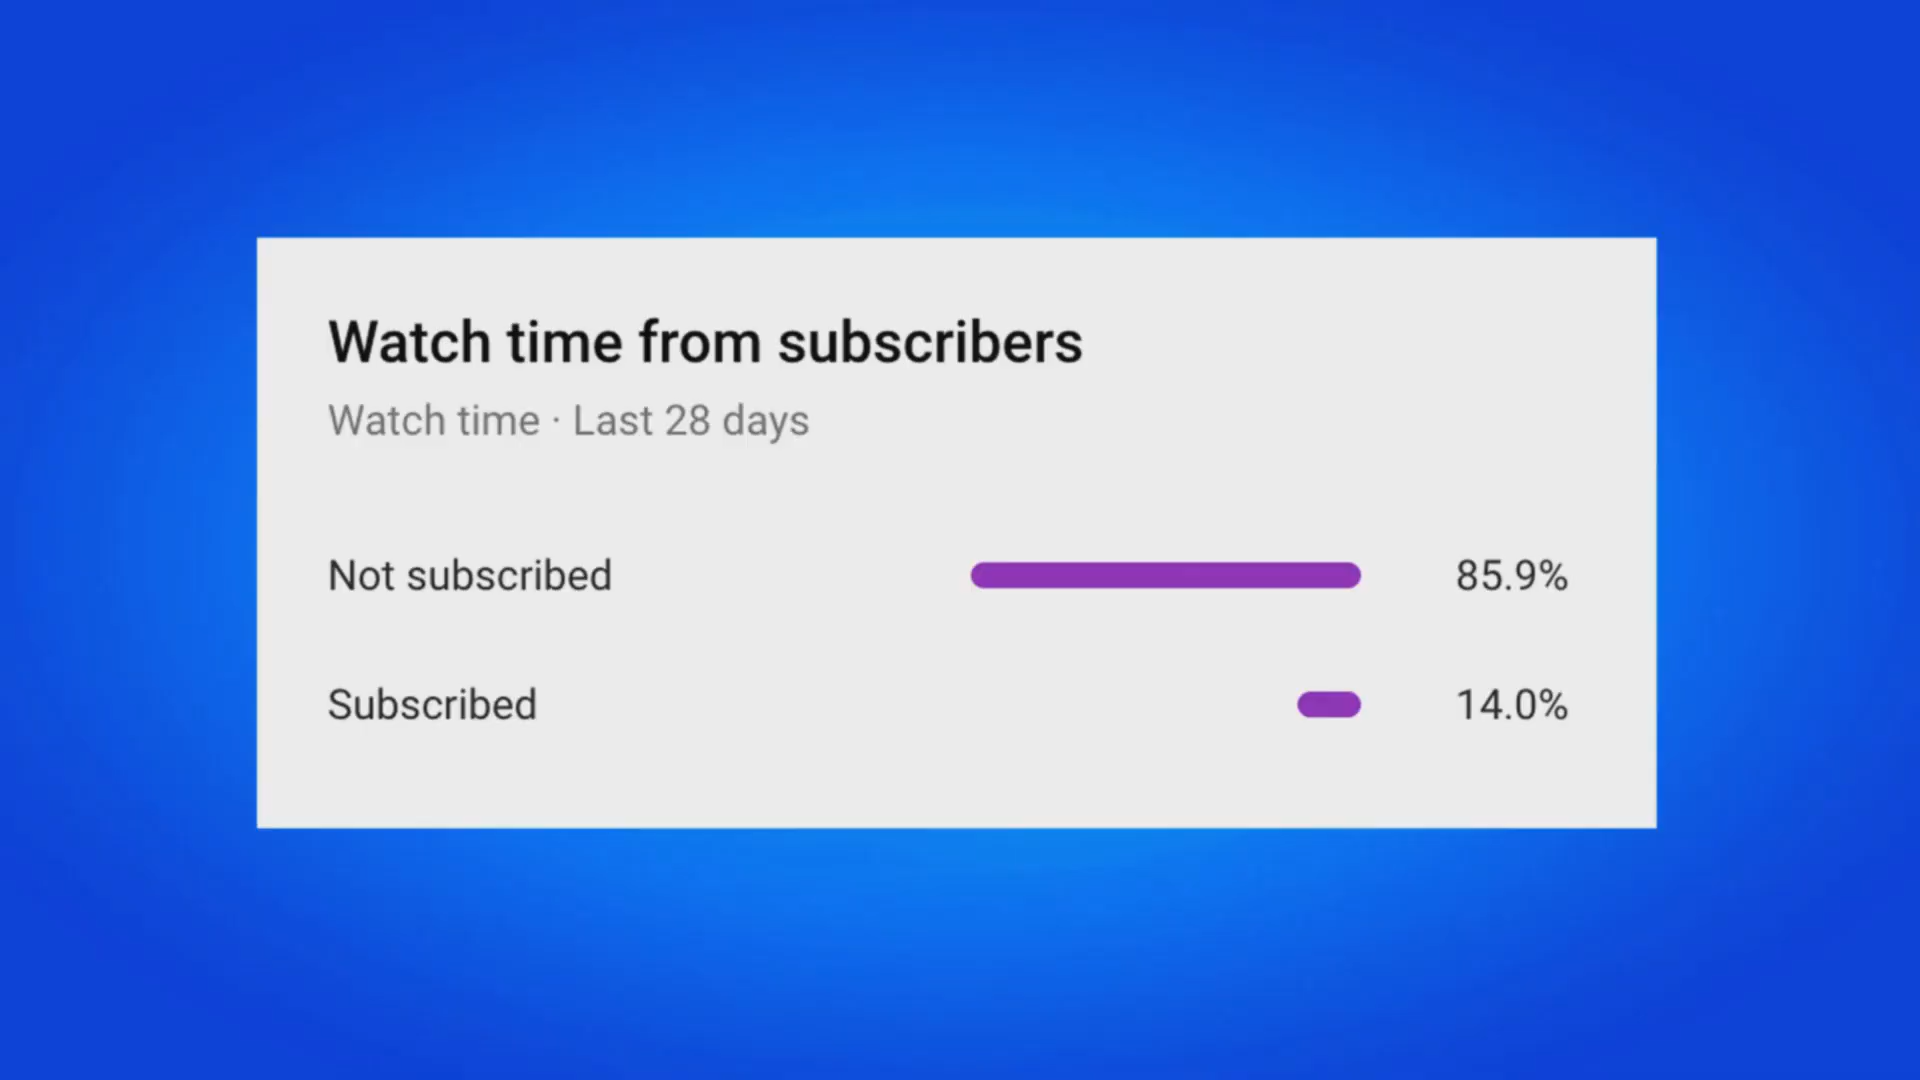 Watch time from subscribers
Watch time · Last 28 days
Not subscribed 85.9%
Subscribed 14.0%